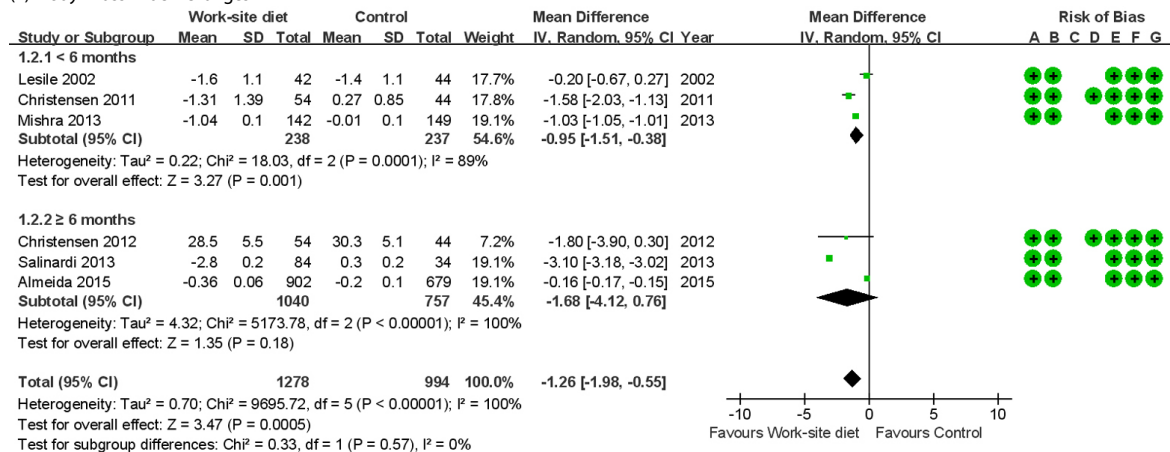 Work-site diet Control Mean Difference Mean Difference Risk of Bias
Study or Subgroup Mean SD Total Mean SD Total Weight IV, Random, 95% CI Year IV, Random, 95% CI A B C D E F G
1.2.1 < 6 months
Lesile 2002 -1.6 1.1 42 -1.4 1.1 44 17.7% -0.20 [-0.67, 0.27] 2002 + + + + +
Christensen 2011 -1.31 1.39 54 0.27 0.85 44 17.8% -1.58 [-2.03, -1.13] 2011 + + + + + +
Mishra 2013 -1.04 0.1 142 -0.01 0.1 149 19.1% -1.03 [-1.05, -1.01] 2013 + + + + +
Subtotal (95% CI) 238 237 54.6% -0.95 [-1.51, -0.38]
Heterogeneity: Tau² = 0.22; Chi² = 18.03, df = 2 (P = 0.0001); I² = 89%
Test for overall effect: Z = 3.27 (P = 0.001)
1.2.2 ≥ 6 months
Christensen 2012 28.5 5.5 54 30.3 5.1 44 7.2% -1.80 [-3.90, 0.30] 2012 + + + + + +
Salinardi 2013 -2.8 0.2 84 0.3 0.2 34 19.1% -3.10 [-3.18, -3.02] 2013 + + + + +
Almeida 2015 -0.36 0.06 902 -0.2 0.1 679 19.1% -0.16 [-0.17, -0.15] 2015 + + + + +
Subtotal (95% CI) 1040 757 45.4% -1.68 [-4.12, 0.76]
Heterogeneity: Tau² = 4.32; Chi² = 5173.78, df = 2 (P < 0.00001); I² = 100%
Test for overall effect: Z = 1.35 (P = 0.18)
Total (95% CI) 1278 994 100.0% -1.26 [-1.98, -0.55]
Heterogeneity: Tau² = 0.70; Chi² = 9695.72, df = 5 (P < 0.00001); I² = 100%
Test for overall effect: Z = 3.47 (P = 0.0005)
Test for subgroup differences: Chi² = 0.33, df = 1 (P = 0.57), I² = 0%
-10 -5 0 5 10
Favours Work-site diet Favours Control